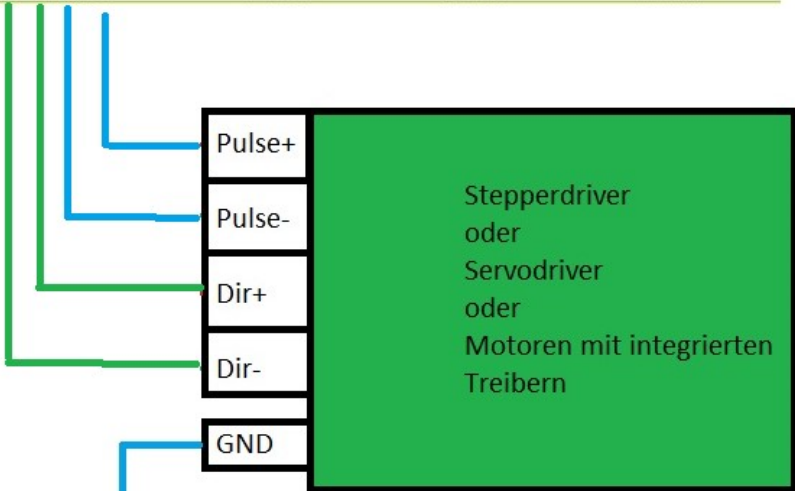 Pulse+
Pulse-
Dir+
Dir-
GND
Stepperdriver
oder
Servodriver
oder
Motoren mit integrierten
Treibern